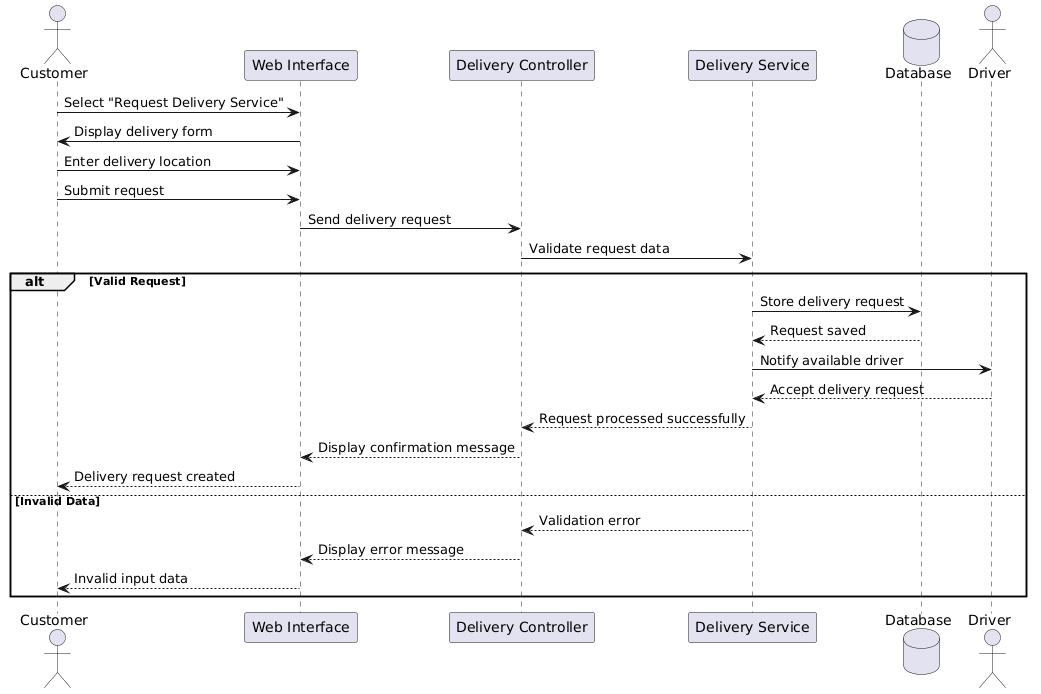 Customer
Web Interface
Delivery Controller
Delivery Service
Database
Driver
Select "Request Delivery Service"
Display delivery form
Enter delivery location
Submit request
Send delivery request
Validate request data
alt
[Valid Request]
Store delivery request
Request saved
Notify available driver
Accept delivery request
Request processed successfully
Display confirmation message
Delivery request created
[Invalid Data]
Validation error
Display error message
Invalid input data
Customer
Web Interface
Delivery Controller
Delivery Service
Database
Driver